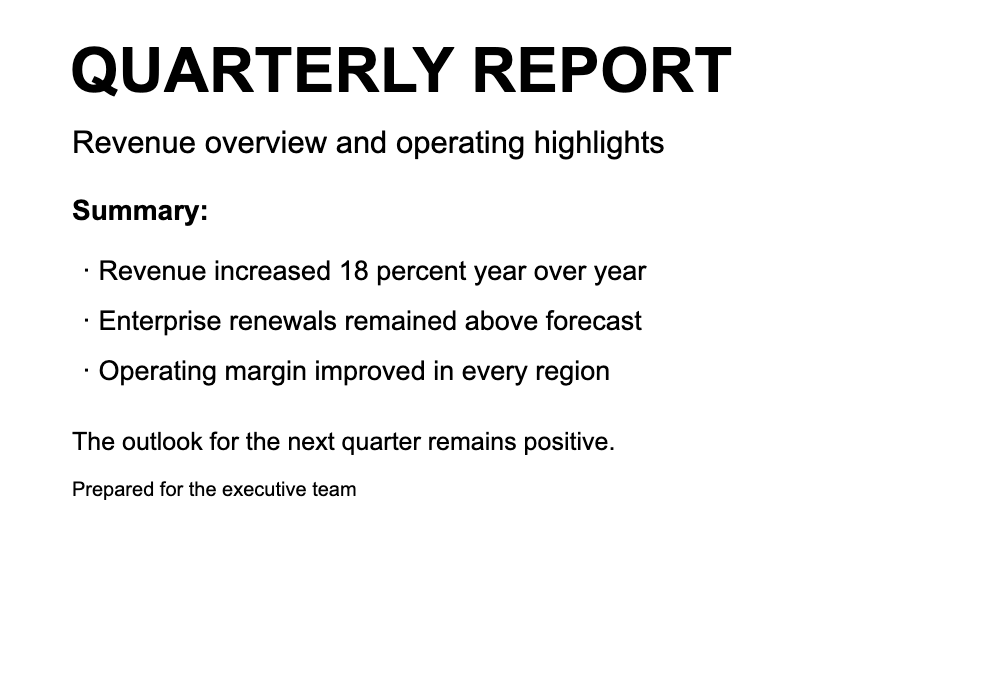 QUARTERLY REPORT
Revenue overview and operating highlights
Summary:
· Revenue increased 18 percent year over year
· Enterprise renewals remained above forecast
· Operating margin improved in every region
The outlook for the next quarter remains positive.
Prepared for the executive team